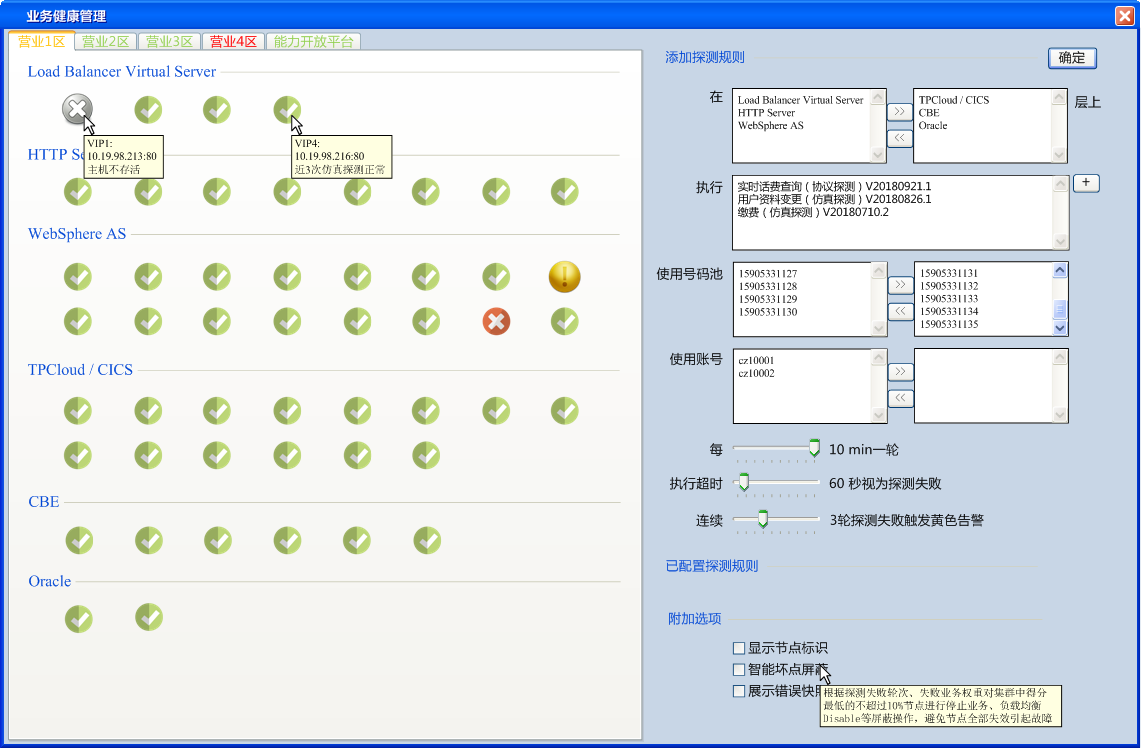 业务健康管理
营业1区 营业2区 营业3区 营业4区 能力开放平台
Load Balancer Virtual Server
VIP1:
10.19.98.213:80
主机不存活
VIP4:
10.19.98.216:80
近3次仿真探测正常
HTTP Se
WebSphere AS
TPCloud / CICS
CBE
Oracle
添加探测规则
确定
在
Load Balancer Virtual Server
HTTP Server
WebSphere AS
>>
<<
TPCloud / CICS
CBE
Oracle
层上
执行
实时话费查询（协议探测）V20180921.1
用户资料变更（仿真探测）V20180826.1
缴费（仿真探测）V20180710.2
+
使用号码池
15905331127
15905331128
15905331129
15905331130
>>
<<
15905331131
15905331132
15905331133
15905331134
15905331135
使用账号
cz10001
cz10002
>>
<<
每 10 min一轮
执行超时 60 秒视为探测失败
连续 3轮探测失败触发黄色告警
已配置探测规则
附加选项
显示节点标识
智能坏点屏蔽
展示错误快
根据探测失败轮次、失败业务权重对集群中得分
最低的不超过10%节点进行停止业务、负载均衡
Disable等屏蔽操作，避免节点全部失效引起故障